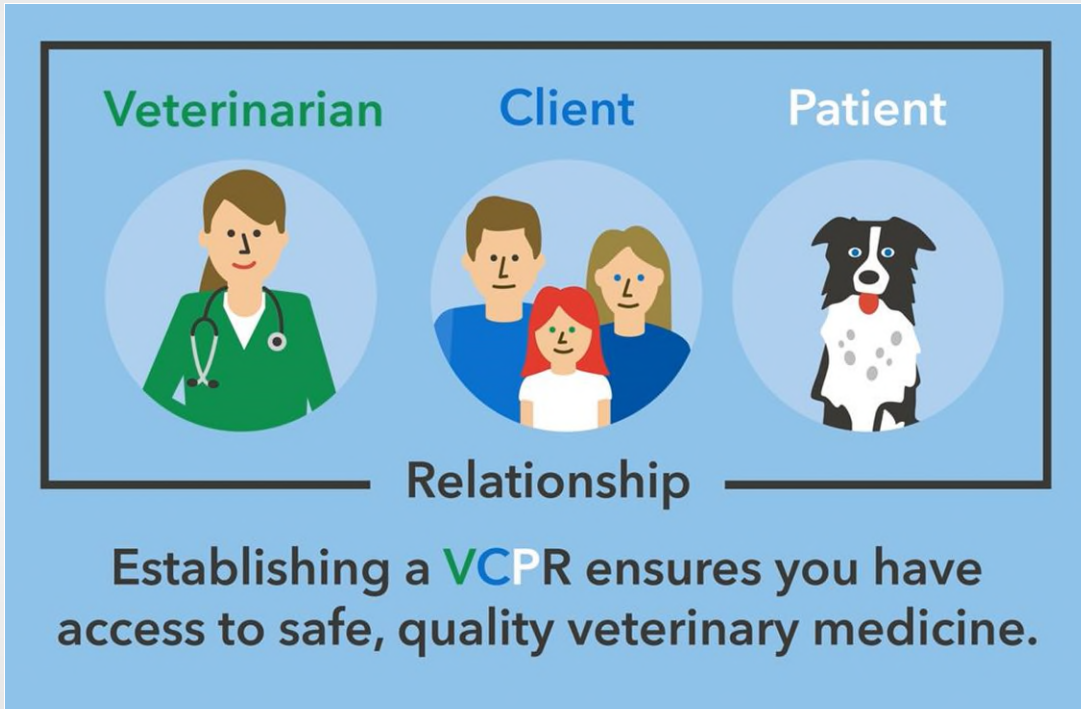 Veterinarian Client Patient
Relationship
Establishing a VCPR ensures you have
access to safe, quality veterinary medicine.